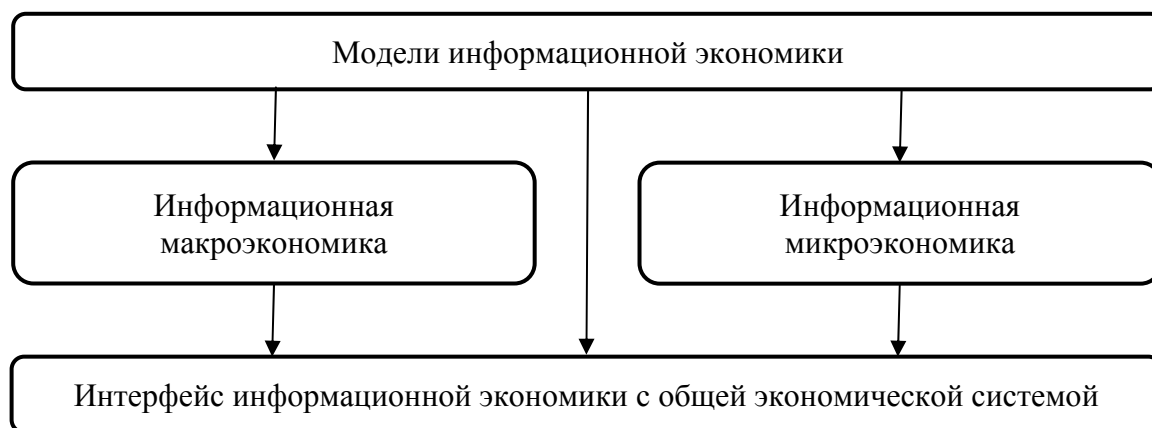 Модели информационной экономики
Информационная
макроэкономика
Информационная
микроэкономика
Интерфейс информационной экономики с общей экономической системой